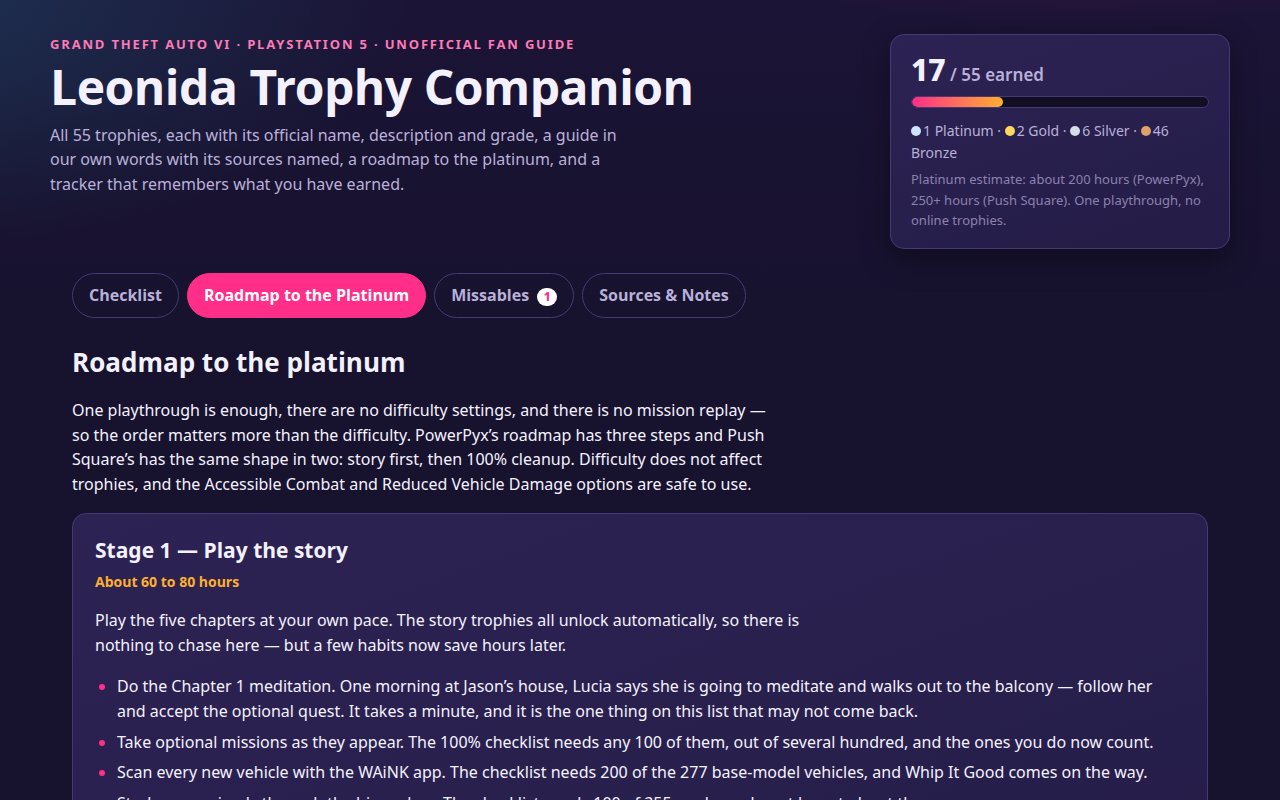 GRAND THEFT AUTO VI · PLAYSTATION 5 · UNOFFICIAL FAN GUIDE
Leonida Trophy Companion
All 55 trophies, each with its official name, description and grade, a guide in
our own words with its sources named, a roadmap to the platinum, and a
tracker that remembers what you have earned.
17 / 55 earned
1 Platinum · 2 Gold · 6 Silver · 46
Bronze
Platinum estimate: about 200 hours (PowerPyx),
250+ hours (Push Square). One playthrough, no
online trophies.
Checklist
Roadmap to the Platinum
Missables 1
Sources & Notes
Roadmap to the platinum
One playthrough is enough, there are no difficulty settings, and there is no mission replay —
so the order matters more than the difficulty. PowerPyx’s roadmap has three steps and Push
Square’s has the same shape in two: story first, then 100% cleanup. Difficulty does not affect
trophies, and the Accessible Combat and Reduced Vehicle Damage options are safe to use.
Stage 1 — Play the story
About 60 to 80 hours
Play the five chapters at your own pace. The story trophies all unlock automatically, so there is
nothing to chase here — but a few habits now save hours later.
Do the Chapter 1 meditation. One morning at Jason’s house, Lucia says she is going to meditate and walks out to the balcony — follow her
and accept the optional quest. It takes a minute, and it is the one thing on this list that may not come back.
Take optional missions as they appear. The 100% checklist needs any 100 of them, out of several hundred, and the ones you do now count.
Scan every new vehicle with the WAiNK app. The checklist needs 200 of the 277 base-model vehicles, and Whip It Good comes on the way.